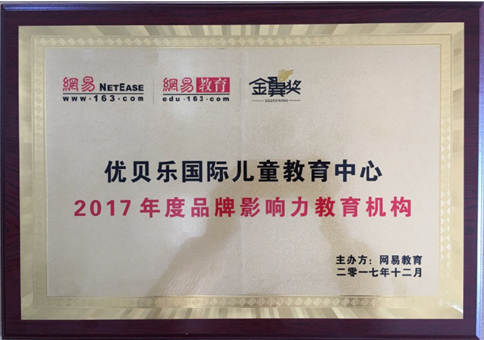 網易 NETEASE 網易 教育 金翼奖
www·163·com edu·163·com
优贝乐国际儿童教育中心
2017年度品牌影响力教育机构
主办方：网易教育
二零一七年十二月